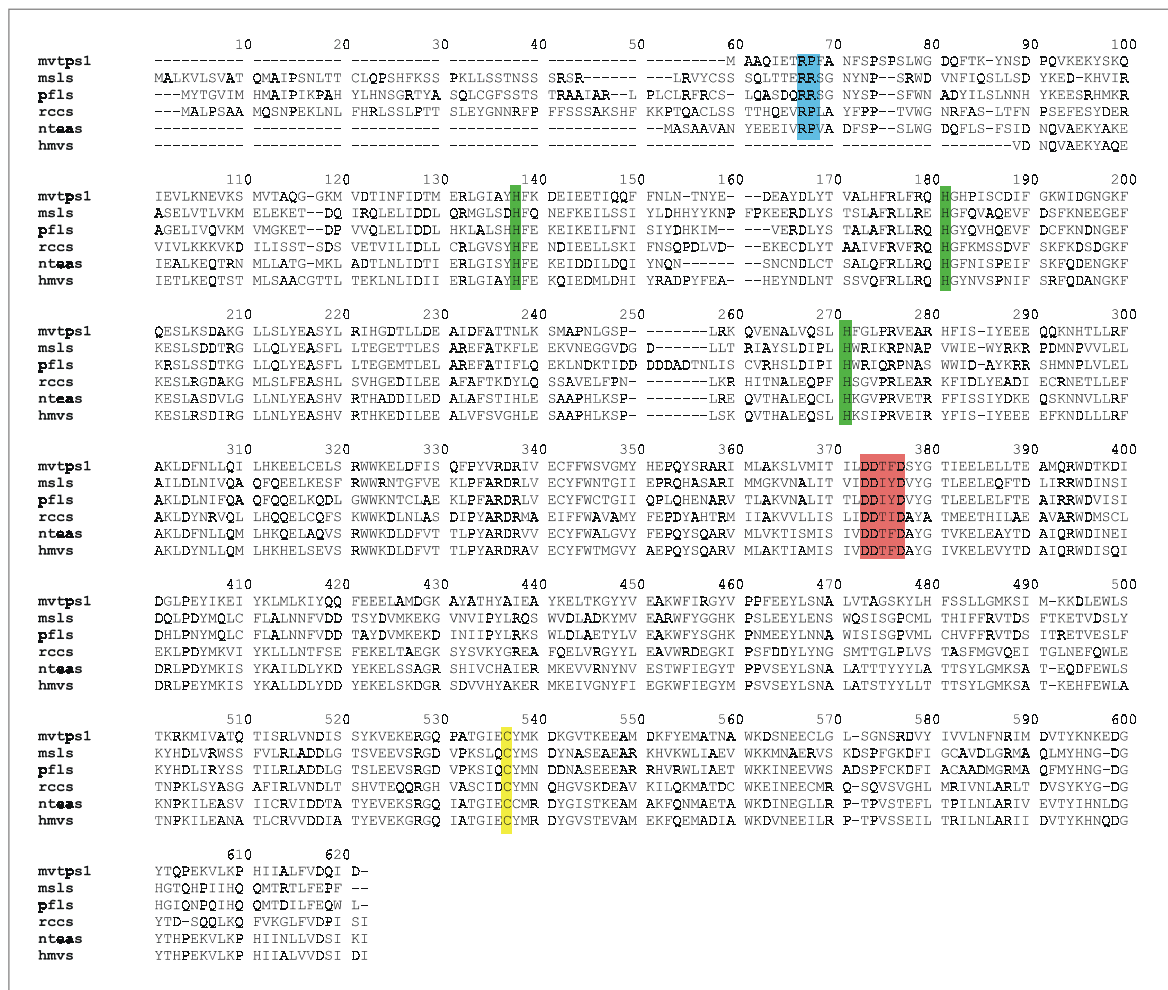 10 20 30 40 50 60 70 80 90 100
mvtps1 ---------- ---------- ---------- ---------- ---------- ---------M AAQIETRPFA NFSPSPSLWG DQFTK-YNSD PQVKEKYSKQ
msls MALKVLSVAT QMAIPSNLTT CLQPSHFKSS PKLLSSTNSS SRSR------ -LRVYCSSS QLTTERRSGN YNPS-RWDV NFIQSLLSD YKED-KHVIR
pfls ---MYTGVIM HMAIPIKPAH YLHNSGRTYA SQLCGFSSTS TRAAIAR--L PLCLRFRCS- LQASDQRRSG NYSP-SFWN ADYILSLNNH YKEESRHMKR
rccs ---MALPSAA MQSNPEKLNL FHRLSSLPTT SLEYGNNRFP FFSSSAKSHF KKPTQACLSS TTHQEVRPLA YFPP-TVWG NRFASLTFNP SEFESYDERV
nteas ---------- ---------- ---------- ---------- ---------- --MASAAVAN YEEEIVRPVA DFSPS-LWG DQFLS-FSID NQVAEKYAKE
hmvs ---------- ---------- ---------- ---------- ---------- ---------- ---------- ---------- --------VD NQVAEKYAQE
110 120 130 140 150 160 170 180 190 200
mvtps1 IEVLKNEVKS MVTAQG-GKM VDTINFIDTM ERLGIAYHFK DEIEETIQQF FNLN-TNYE- ---DAYDLYT VALHFRLFRQ HGHPISCDIF GKWIDGNGKF
msls ASELVTLVKM ELEKET--DQ IRQLELIDDL QRMGLSDHFQ NEFKEILSSI YLDHHYYKNP FPKEERDLYS TSLAFRLLRE HGFQVAQEVF DSFKNEEGEF
pfls AGELIVQVKM VMGKET--DP VVQLELIDDL HKLALSHHFE KEIKEILFNI SIYDHKIM-- ----VERDLYS TALAFRLLRQ HGYQVHQEVF DCFKNEKGEF
rccs VIVLKKKVKD ILISST--SD SVETVILIDLL CRLGVSYHFE NDIEELLSKI FNSQPDLVD- --EKECDLYT AAIVFRVFRQ HGFKMSSDVF SKFKDSDGKF
nteas IEALKEQTRN MLLATG-MKL ADTLNLIDTI ERLGISYHFE KEIDDILDQI YNQN------ --SNCNDLCT SALQFRLLRQ HGFNISPEIF SKFQDENGKF
hmvs IETLKEQTST MLSAACGTTL TEKLNLIDII ERLGIAYHFE KQIEDMLDHI YRADPYFEA- --HEYNDLNT SSVQFRLLRQ HGYNVSPNIF SRFQDANGKF
210 220 230 240 250 260 270 280 290 300
mvtps1 QESLKSDAKG LLSLYEASYL RIHGDTLLDE AIDFATTNLK SMAPNLGSP- ------LRK QVENALVQSL HFGLPRVEAR HFIS-IYEEE QQKNHTLLRF
msls KESLSDDTRG LLQLYEASFL LTEGETTLES AREFATKFLE EKVNEGGVDG D-----LLT RIAYSLDIPL HWRIKRPNAP VWIE-WYRKR PDMNPVVLEL
pfls KRSLSSDTKG LLQLYEASFL LTEGEMTLEL AREFATIFLQ EKLNDKTIDD DDDADTNLIS CVRHSLDIPI HWRIQRPNAS WWID-AYKRR SHMNPLVLEL
rccs KESLRGDAKG MLSLFEASHL SVHGEDILEE AFAFTKDYLQ SSAVELFPN- ------LKR HITNALEQPF HSGVPRLEAR KFIDLYEADI ECRNETLLEF
nteas KESLASDVLG LLNLYEASHV RTHADDILED ALAFSTIHLE SAAPHLKSP- ------LRE QVTHALEQCL HKGVPRVETR FFISSIYDKE QSKNNVLLRF
hmvs KESLRSDIRG LLNLYEASHV RTHKEDILEE ALVFSVGHLE SAAPHLKSP- ------LSK QVTHALEQSL HKSIPRVEIR YFIS-IYEEE EFKNDLLLRF
310 320 330 340 350 360 370 380 390 400
mvtps1 AKLDFNLLQI LHKEELCELS RWWKELDFIS QFPYVRDRIV ECFFWSVGMY HEPQYSRARI MLAKSLVMIT ILDDTFDSYG TIEELELLTE AMQRWDTKDI
msls AILDLNIVQA QFQEELKESF RWWRNTGFVE KLPFARDRLV ECYFWNTGII EPRQHASARI MMGKVNALIT VIDDIYDVYG TLEELEQFTD LIRRWDINSI
pfls AKLDLNIFQA QFQQELKQDL GWWKNTCLAE KLPFVRDRLV ECYFWCTGII QPLQHENARV TLAKVNALIT TLDDIYDVYG TLEELELFTE LIRRWDVISI
rccs AKLDYNRVQL LHQQELCQFS KWWKDLNLAS DIPYARDRMA EIFFWAVAMY FEPDYAHTRM IIAKVVLLIS LIDDTIDAYA TMEETHILAE AVARWDMSCL
nteas AKLDFNLLQM LHKQELAQVS RWWKDLDFVT TLPYARDRVV ECYFWALGVY FEPQYSQARV MLVKTISMIS IVDDTFDAYG TVKELEAYTD AIQRWDINEI
hmvs AKLDYNLLQM LHKHELSEVS RWWKDLDFVT TLPYARDRAV ECYFWTMGVY AEPQYSQARV MLAKTIAMIS IVDDTFDAYG IVKELEVYTD AIQRWDISQI
410 420 430 440 450 460 470 480 490 500
mvtps1 DGLPEYIKEI YKLMLKIYQQ FEEELAMDGK AYATHYAIEA YKELTKGYYV EAKWFIRGYV PPFEEYLSNA LVTAGSKYLH FSSLLGMKSI M-KKDLEWLS
msls DQLPDYMQLC FLALNNFVDD TSYDVMKEKG VNVIPYLRQS WVDLADKYMV EARWFYGGHK PSLEEYLENS WQSISGPCML THIFFRVTDS FTKETVDSLY
pfls DHLPNYMQLC FLALNNFVDD TAYDVMKEKD INIIPYLRKS WLDLAETYLV EAKWFYSGHK PNMEEYLNNA WISISGPVML CHVFFRVTDS ITRETVESLF
rccs EKLPDYMKVI YKLLLNTFSE FEKELTAEGK SYSVKYGREA FQELVRGYYL EAVWRDEGKI PSFDDYLYNG SMTTGLPLVS TASFMGVQEI TGLNEFQWLE
nteas DRLPDYMKIS YKAILDLYKD YEKELSSAGR SHIVCHAIER MKEVVRNYNV ESTWFIEGYT PPVSEYLSNA LATTTYYYLA TTSYLGMKSA T-EQDFEWLS
hmvs DRLPEYMKIS YKALLDLYDD YEKELSKDGR SDVVHYAKER MKEIVGNYFI EGKWFIEGYM PSVSEYLSNA LATSTYYLLT TTSYLGMKSA T-KEHFEWLA
510 520 530 540 550 560 570 580 590 600
mvtps1 TKRKMIVATQ TISRLVNDIS SYKVEKERGQ PATGIECYMK DKGVTKEEAM DKFYEMATNA WKDSNEECLG L-SGNSRDVY IVVLNFNRIM DVTYKNKEDG
msls KYHDLVRWSS FVLRLADDLG TSVEEVSRGD VPKSLQCYMS DYNASEAEAR KHVKWLIAEV WKKMNAERVS KDSPFGKDFI GCAVDLGRMA QLMYHNG-DG
pfls KYHDLIRYSS TILRLADDLG TSLEEVSRGD VPKSIQCYMN DDNASEEEAR RHVRWLIAET WKKINEEVWS ADSPFCKDFI ACAADMGRMA QFMYHNG-DG
rccs TNPKLSYASG AFIRLVNDLT SHVTEQQRGH VASCIDCYMN QHGVSKDEAV KILQKMATDC WKEINEECMR Q-SQVSVGHL MRIVNLARLT DVSYKYG-DG
nteas KNPKILEASV IICRVIDDTA TYEVEKSRGQ IATGIECCMR DYGISTKEAM AKFQNMAETA WKDINEGLLR P-TPVSTEFL TPILNLARIV EVTYIHNLDG
hmvs TNPKILEANA TLCRVVDDIA TYEVEKGRGQ IATGIECYMR DYGVSTEVAM EKFQEMADIA WKDVNEEILR P-TPVSSEIL TRILNLARII DVTYKHNQDG
610 620
mvtps1 YTQPEKVLKP HIIALFVDQI D-
msls HGTQHPIIHQ QMTRTLFEPF --
pfls HGIQNPQIHQ QMTDILFEQW L-
rccs YTD-SQQLKQ FVKGLFVDPI SI
nteas YTHPEKVLKP HIINLLVDSI KI
hmvs YTHPEKVLKP HIIALVVDSI DI